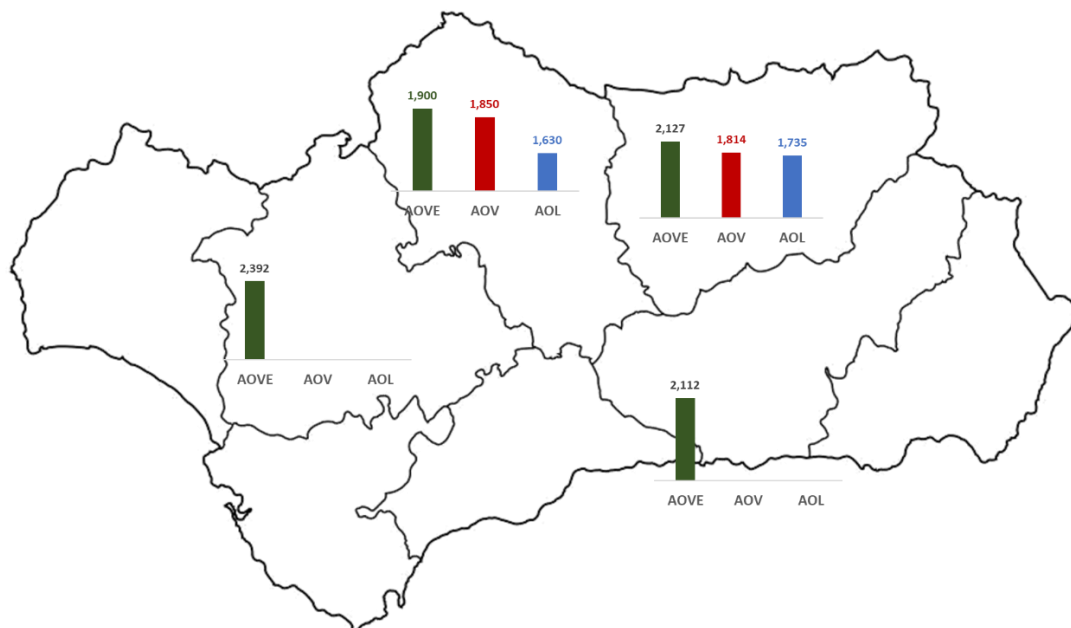 1,900
1,850
1,630
AOVE AOV AOL
2,127
1,814
1,735
AOVE AOV AOL
2,392
AOVE AOV AOL
2,112
AOVE AOV AOL